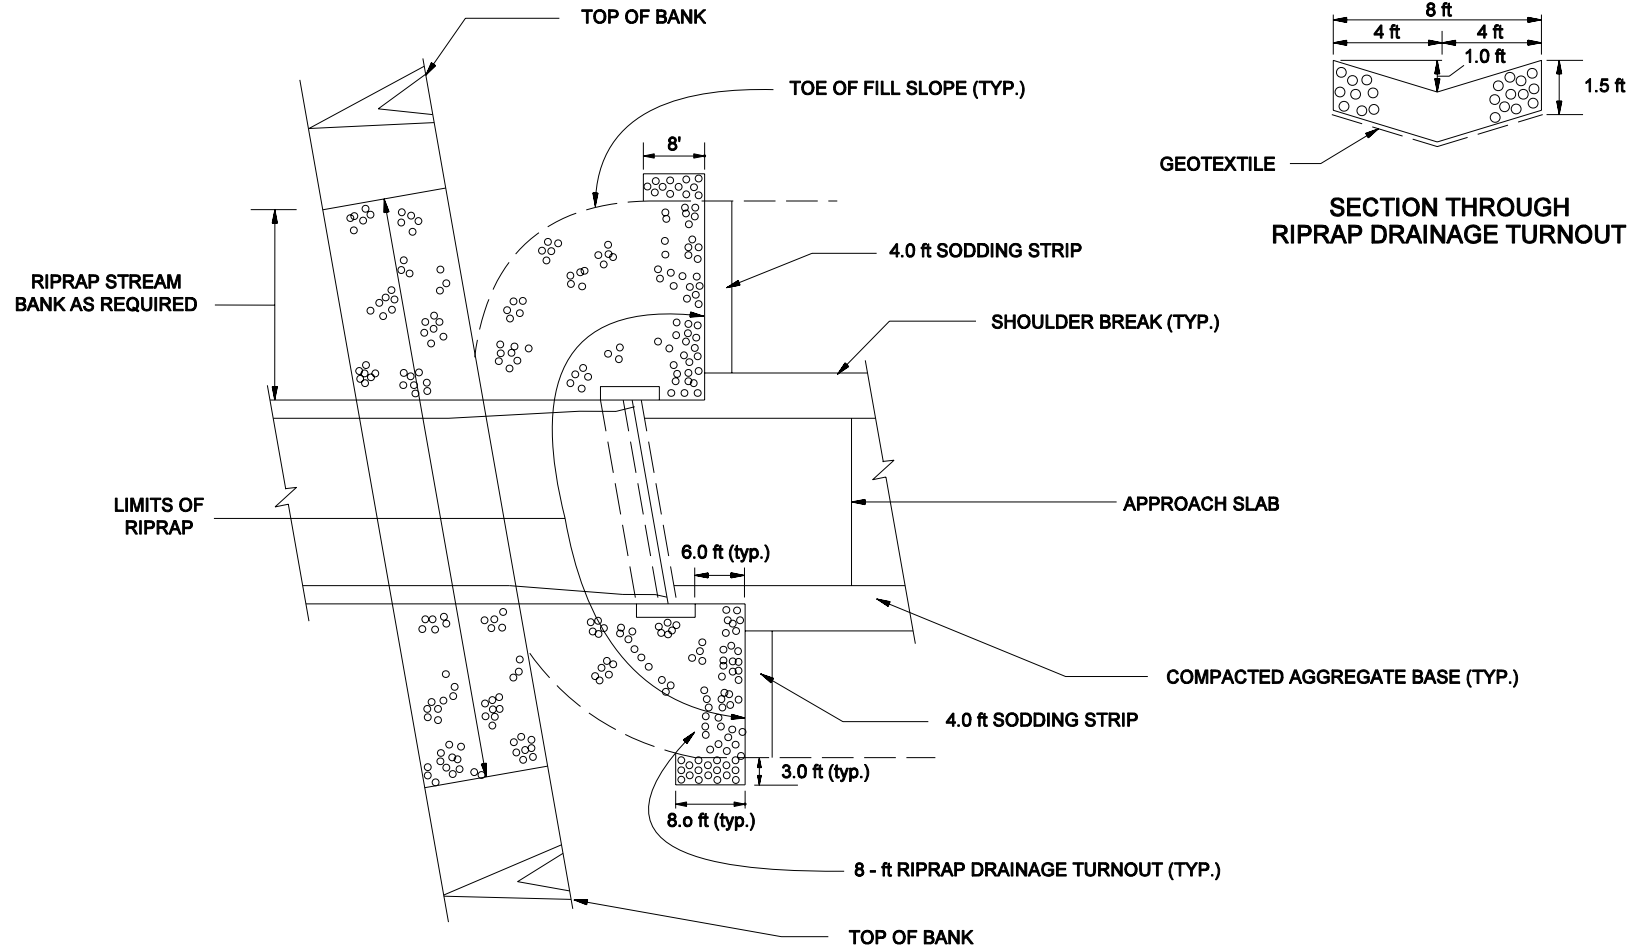 TOP OF BANK
8 ft
4 ft 4 ft
1.0 ft
1.5 ft
TOE OF FILL SLOPE (TYP.)
8'
GEOTEXTILE
SECTION THROUGH
RIPRAP DRAINAGE TURNOUT
4.0 ft SODDING STRIP
RIPRAP STREAM
BANK AS REQUIRED
SHOULDER BREAK (TYP.)
LIMITS OF
RIPRAP
APPROACH SLAB
6.0 ft (typ.)
COMPACTED AGGREGATE BASE (TYP.)
4.0 ft SODDING STRIP
3.0 ft (typ.)
8.o ft (typ.)
8 - ft RIPRAP DRAINAGE TURNOUT (TYP.)
TOP OF BANK